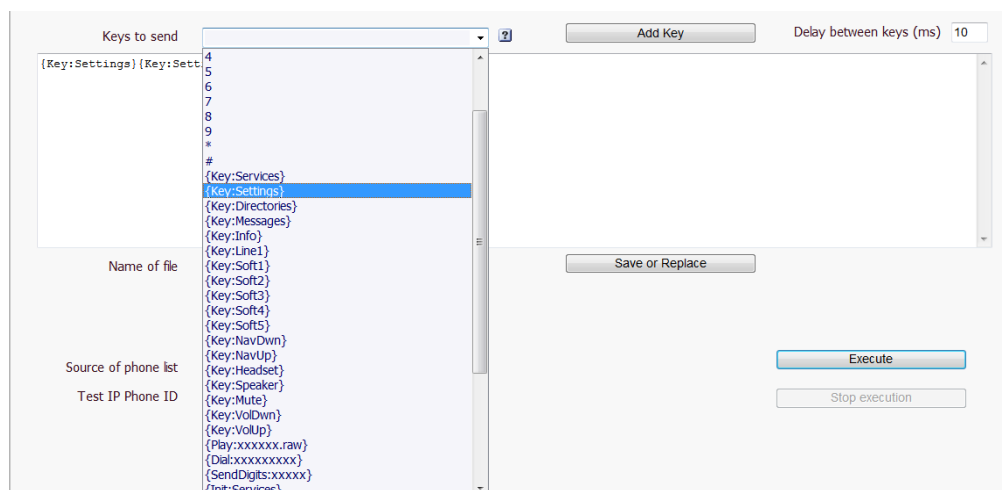 Keys to send
?
Add Key
Delay between keys (ms) 10
{Key:Settings}{Key:Sett
4
5
6
7
8
9
*
#
{Key:Services}
{Key:Settings}
{Key:Directories}
{Key:Messages}
{Key:Info}
{Key:Line1}
{Key:Soft1}
{Key:Soft2}
{Key:Soft3}
{Key:Soft4}
{Key:Soft5}
{Key:NavDwn}
{Key:NavUp}
{Key:Headset}
{Key:Speaker}
{Key:Mute}
{Key:VolDwn}
{Key:VolUp}
{Play:xxxxxx.raw}
{Dial:xxxxxxxxx}
{SendDigits:xxxxx}
{Init:Services}
Name of file
Save or Replace
Source of phone list
Execute
Test IP Phone ID
Stop execution